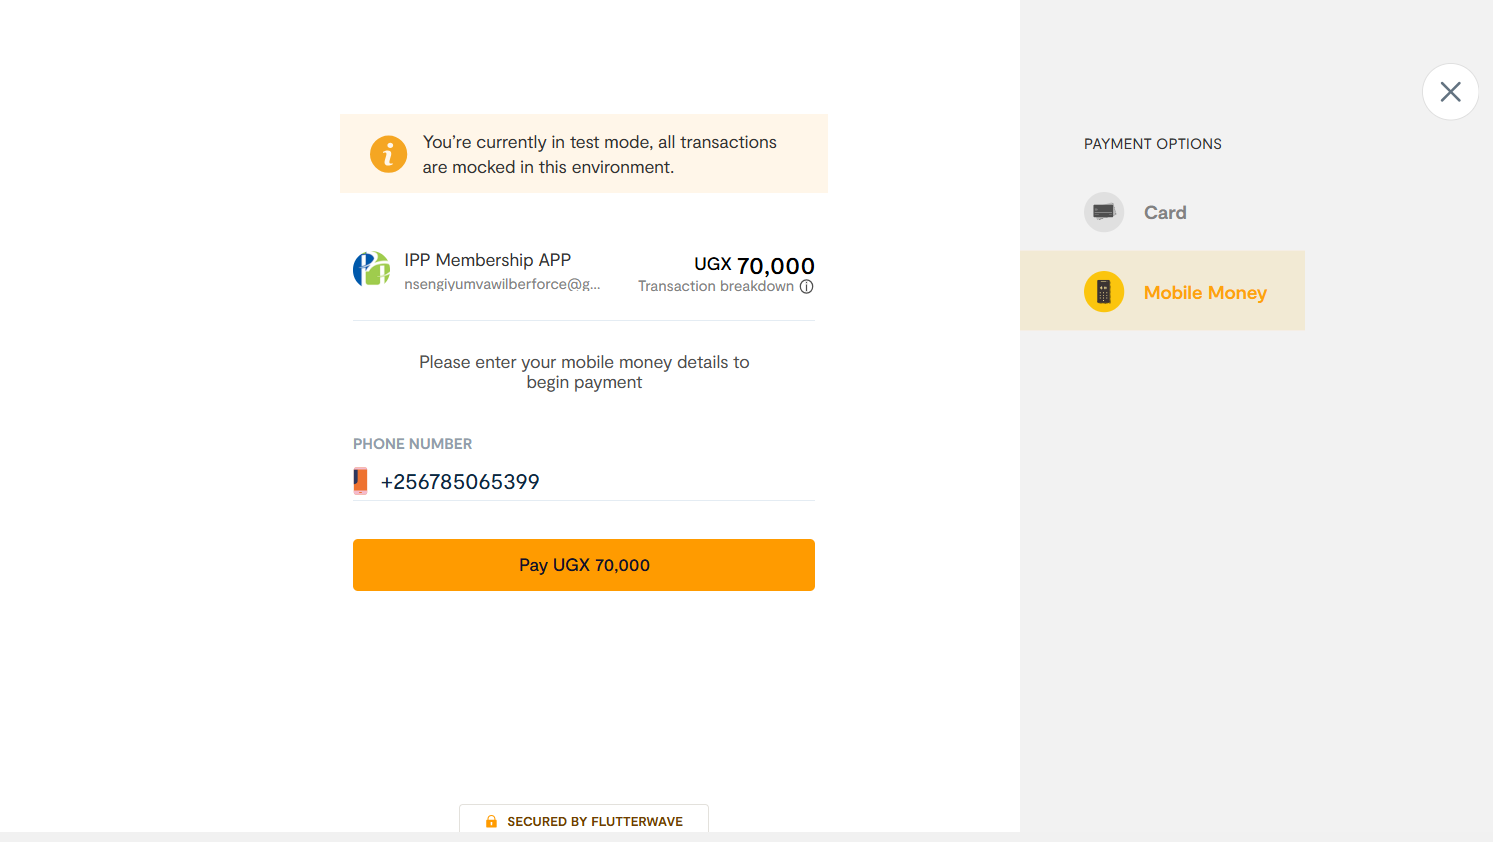 You’re currently in test mode, all transactions
are mocked in this environment.
IPP Membership APP
nsengiyumvawilberforce@g...
UGX 70,000
Transaction breakdown
Please enter your mobile money details to
begin payment
PHONE NUMBER
+256785065399
Pay UGX 70,000
SECURED BY FLUTTERWAVE
PAYMENT OPTIONS
Card
Mobile Money